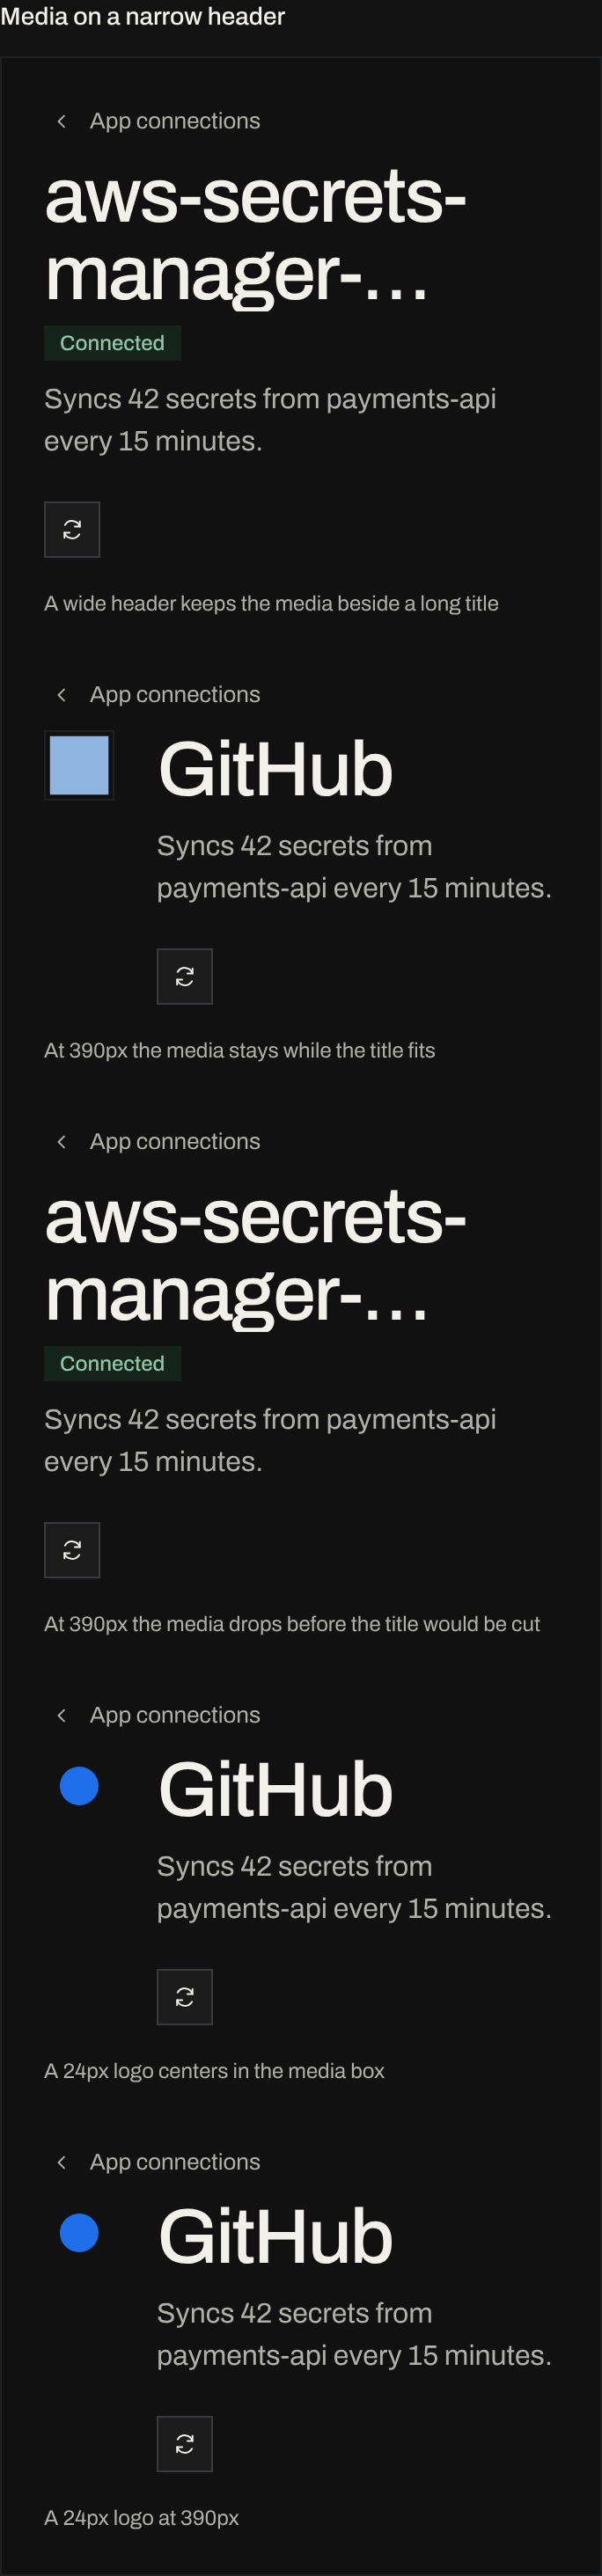 Media on a narrow header
App connections
aws-secrets-
manager-...
Connected
Syncs 42 secrets from payments-api
every 15 minutes.
A wide header keeps the media beside a long title
App connections
GitHub
Syncs 42 secrets from
payments-api every 15 minutes.
At 390px the media stays while the title fits
App connections
aws-secrets-
manager-...
Connected
Syncs 42 secrets from payments-api
every 15 minutes.
At 390px the media drops before the title would be cut
App connections
GitHub
Syncs 42 secrets from
payments-api every 15 minutes.
A 24px logo centers in the media box
App connections
GitHub
Syncs 42 secrets from
payments-api every 15 minutes.
A 24px logo at 390px